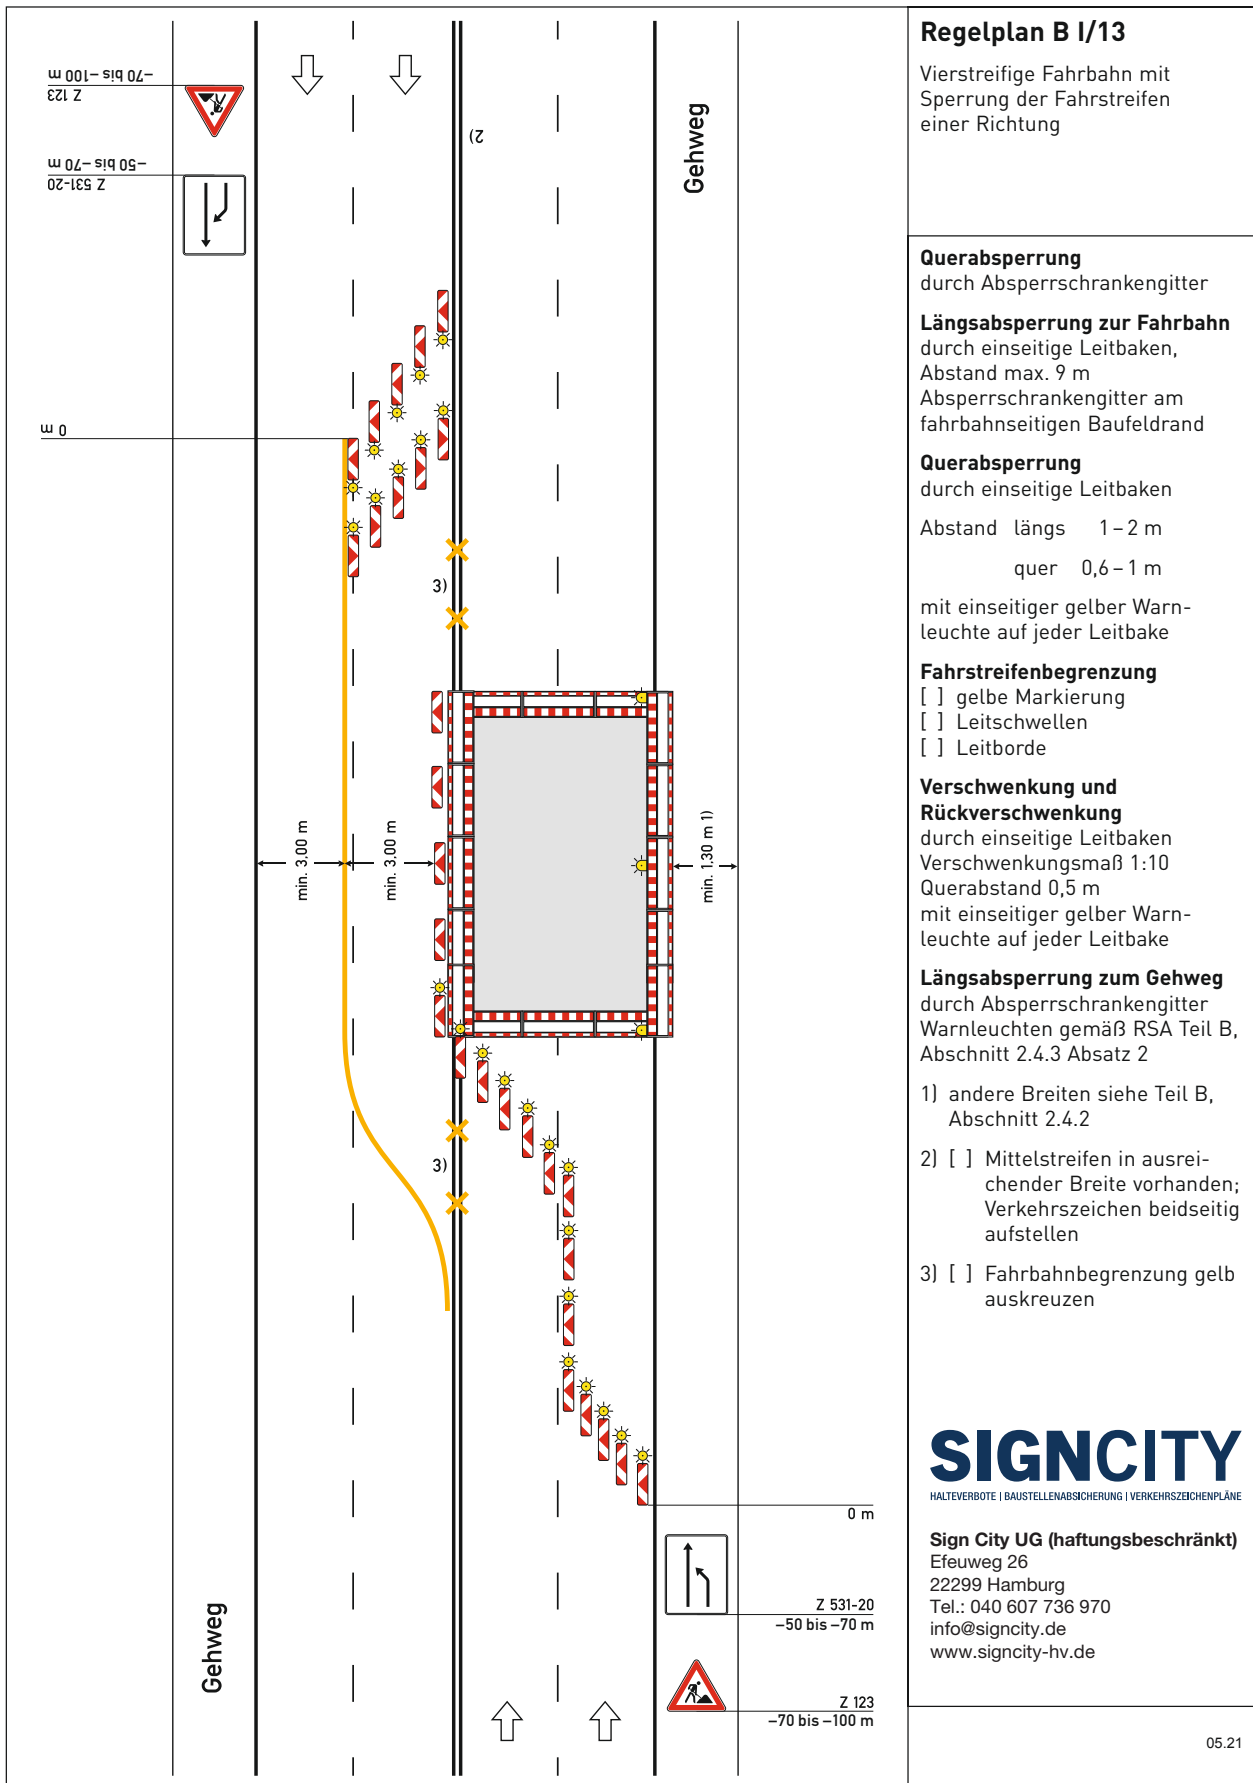 –70 bis –100 m
Z 123
–50 bis –70 m
Z 531-20
2)
Gehweg
0 m
3)
min. 3,00 m
min. 3,00 m
min. 1,30 m 1)
3)
0 m
Z 531-20
–50 bis –70 m
Gehweg
Z 123
–70 bis –100 m
Regelplan B I/13
Vierstreifige Fahrbahn mit
Sperrung der Fahrstreifen
einer Richtung
Querabsperrung
durch Absperrschrankengitter
Längsabsperrung zur Fahrbahn
durch einseitige Leitbaken,
Abstand max. 9 m
Absperrschrankengitter am
fahrbahnseitigen Baufeldrand
Querabsperrung
durch einseitige Leitbaken
Abstand längs 1 – 2 m
quer 0,6 – 1 m
mit einseitiger gelber Warn-
leuchte auf jeder Leitbake
Fahrstreifenbegrenzung
[ ] gelbe Markierung
[ ] Leitschwellen
[ ] Leitborde
Verschwenkung und
Rückverschwenkung
durch einseitige Leitbaken
Verschwenkungsmaß 1:10
Querabstand 0,5 m
mit einseitiger gelber Warn-
leuchte auf jeder Leitbake
Längsabsperrung zum Gehweg
durch Absperrschrankengitter
Warnleuchten gemäß RSA Teil B,
Abschnitt 2.4.3 Absatz 2
1) andere Breiten siehe Teil B,
Abschnitt 2.4.2
2) [ ] Mittelstreifen in ausrei-
chender Breite vorhanden;
Verkehrszeichen beidseitig
aufstellen
3) [ ] Fahrbahnbegrenzung gelb
auskreuzen
SIGNCITY
HALTEVERBOTE | BAUSTELLENABSICHERUNG | VERKEHRSZEICHENPLÄNE
Sign City UG (haftungsbeschränkt)
Efeuweg 26
22299 Hamburg
Tel.: 040 607 736 970
info@signcity.de
www.signcity-hv.de
05.21